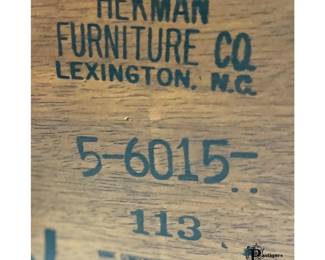 HEKMAN
FURNITURE CO.
LEXINGTON, N.C.
5-6015-
113